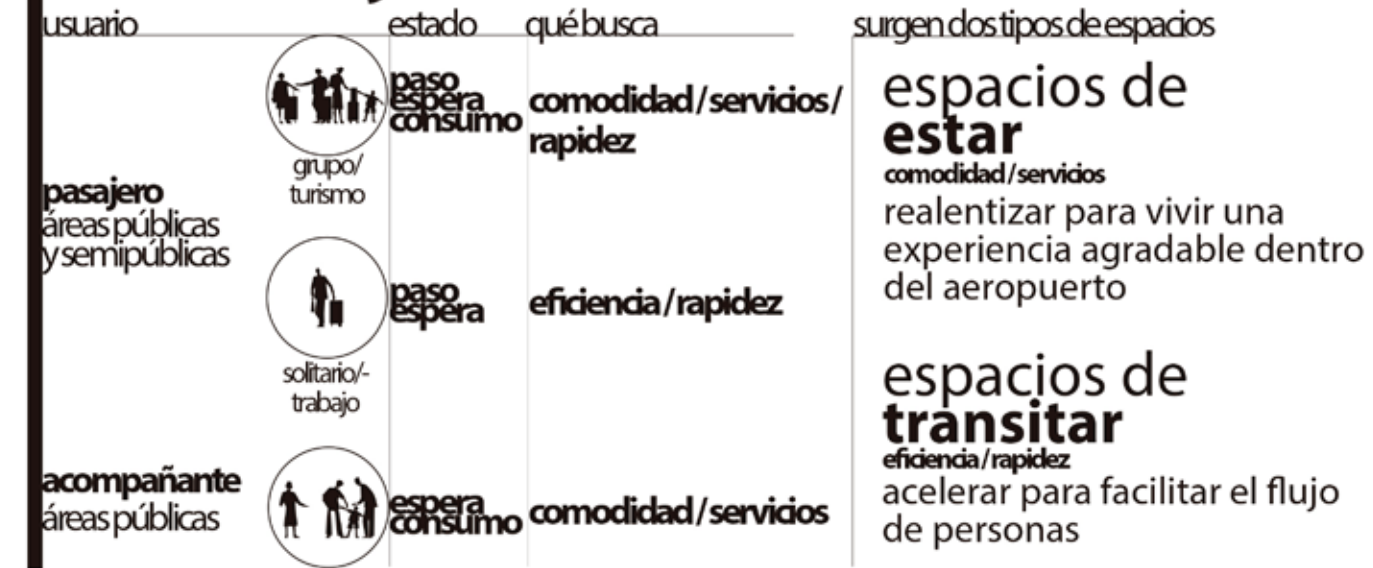 usuario
estado
qué busca
surgen dos tipos de espacios
pasajero
áreas públicas
y semipúblicas
grupo/
turismo
paso
espera
consumo
comodidad / servicios /
rapidez
solitario/-
trabajo
paso
espera
eficiencia / rapidez
acompañante
áreas públicas
espera
consumo
comodidad / servicios
espacios de
estar
comodidad / servicios
realentizar para vivir una
experiencia agradable dentro
del aeropuerto
espacios de
transitar
eficiencia / rapidez
acelerar para facilitar el flujo
de personas